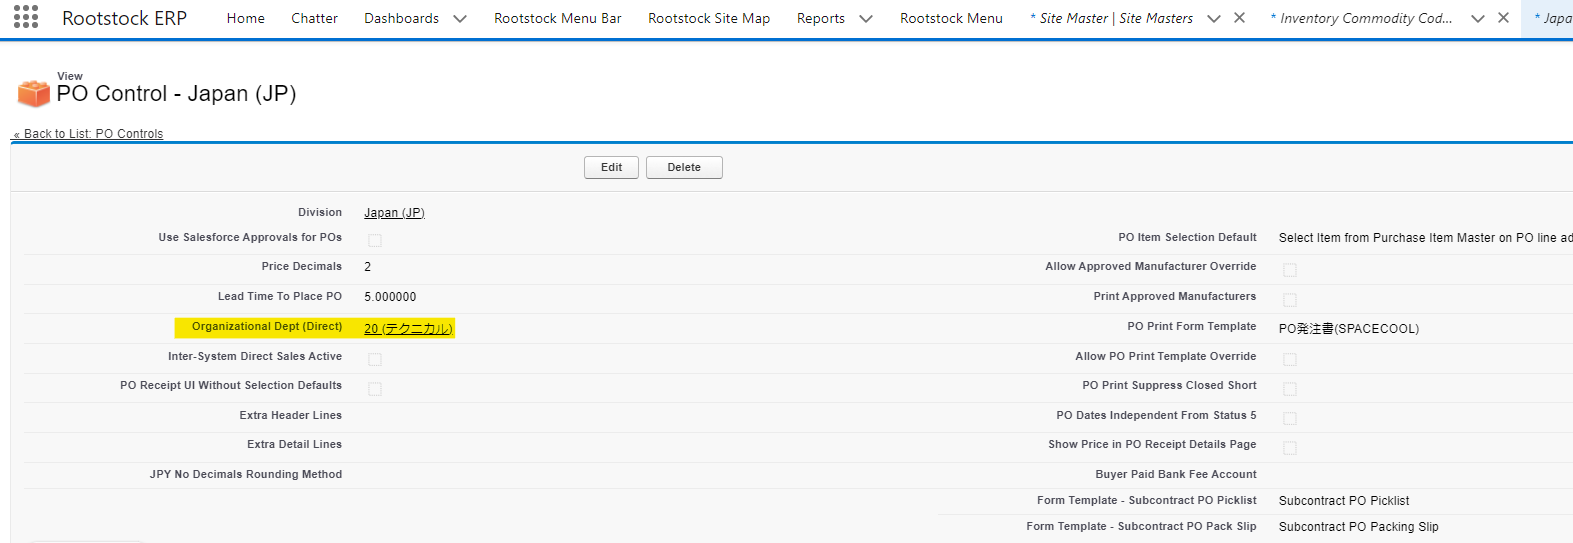 Rootstock ERP Home Chatter Dashboards Rootstock Menu Bar Rootstock Site Map Reports Rootstock Menu * Site Master | Site Masters * Inventory Commodity Cod... * Japa
View
PO Control - Japan (JP)
« Back to List: PO Controls
Edit Delete
Division Japan (JP)
Use Salesforce Approvals for POs PO Item Selection Default Select Item from Purchase Item Master on PO line ad
Price Decimals 2 Allow Approved Manufacturer Override
Lead Time To Place PO 5.000000 Print Approved Manufacturers
Organizational Dept (Direct) 20 (テクニカル) PO Print Form Template PO発注書(SPACECOOL)
Inter-System Direct Sales Active Allow PO Print Template Override
PO Receipt UI Without Selection Defaults PO Print Suppress Closed Short
Extra Header Lines PO Dates Independent From Status 5
Extra Detail Lines Show Price in PO Receipt Details Page
JPY No Decimals Rounding Method Buyer Paid Bank Fee Account
Form Template - Subcontract PO Picklist Subcontract PO Picklist
Form Template - Subcontract PO Pack Slip Subcontract PO Packing Slip